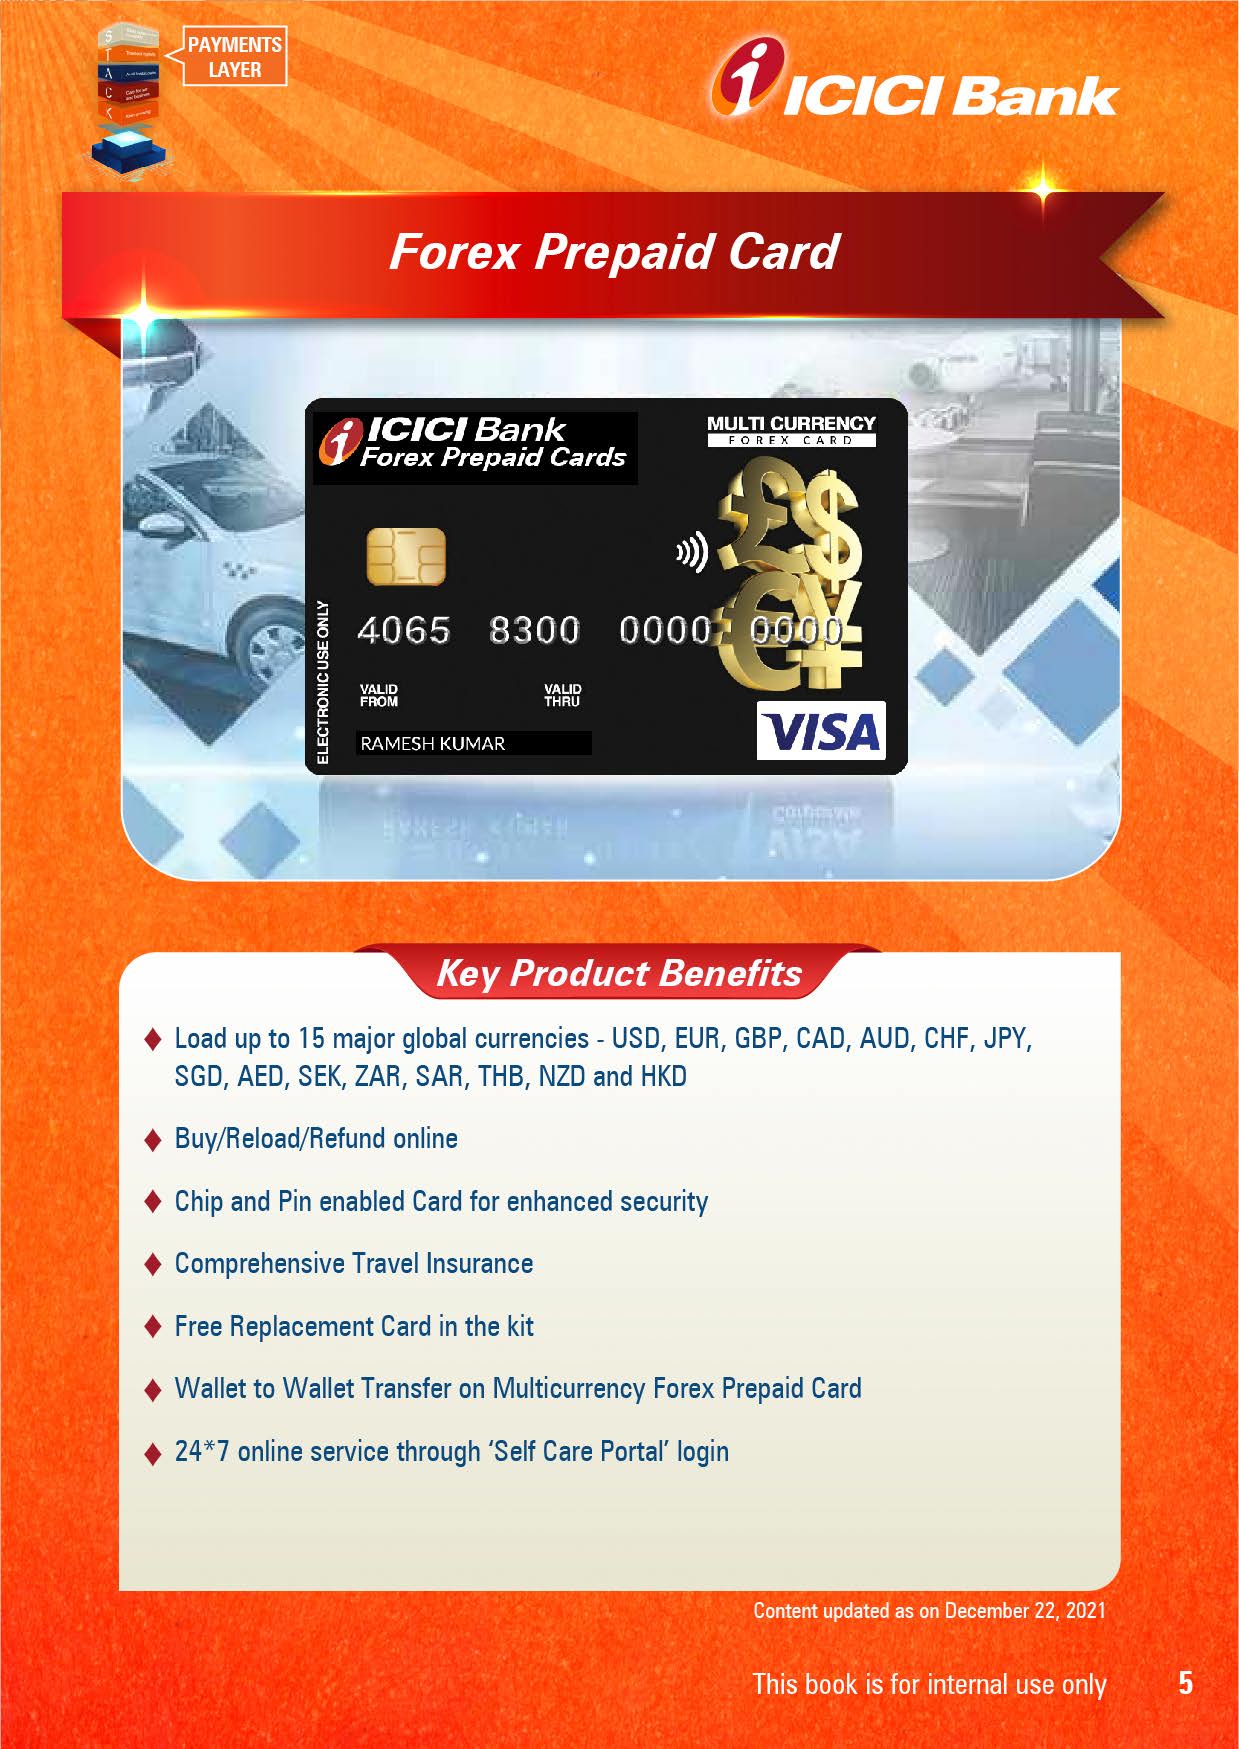 PAYMENTS
LAYER
S
T
A
C
K
ICICI Bank
Forex Prepaid Card
ICICI Bank
Forex Prepaid Cards
MULTI CURRENCY
FOREX CARD
4065 8300 0000 0000
ELECTRONIC USE ONLY
VALID
FROM
VALID
THRU
RAMESH KUMAR
VISA
Key Product Benefits
Load up to 15 major global currencies - USD, EUR, GBP, CAD, AUD, CHF, JPY,
SGD, AED, SEK, ZAR, SAR, THB, NZD and HKD
Buy/Reload/Refund online
Chip and Pin enabled Card for enhanced security
Comprehensive Travel Insurance
Free Replacement Card in the kit
Wallet to Wallet Transfer on Multicurrency Forex Prepaid Card
24*7 online service through ‘Self Care Portal’ login
Content updated as on December 22, 2021
This book is for internal use only 5